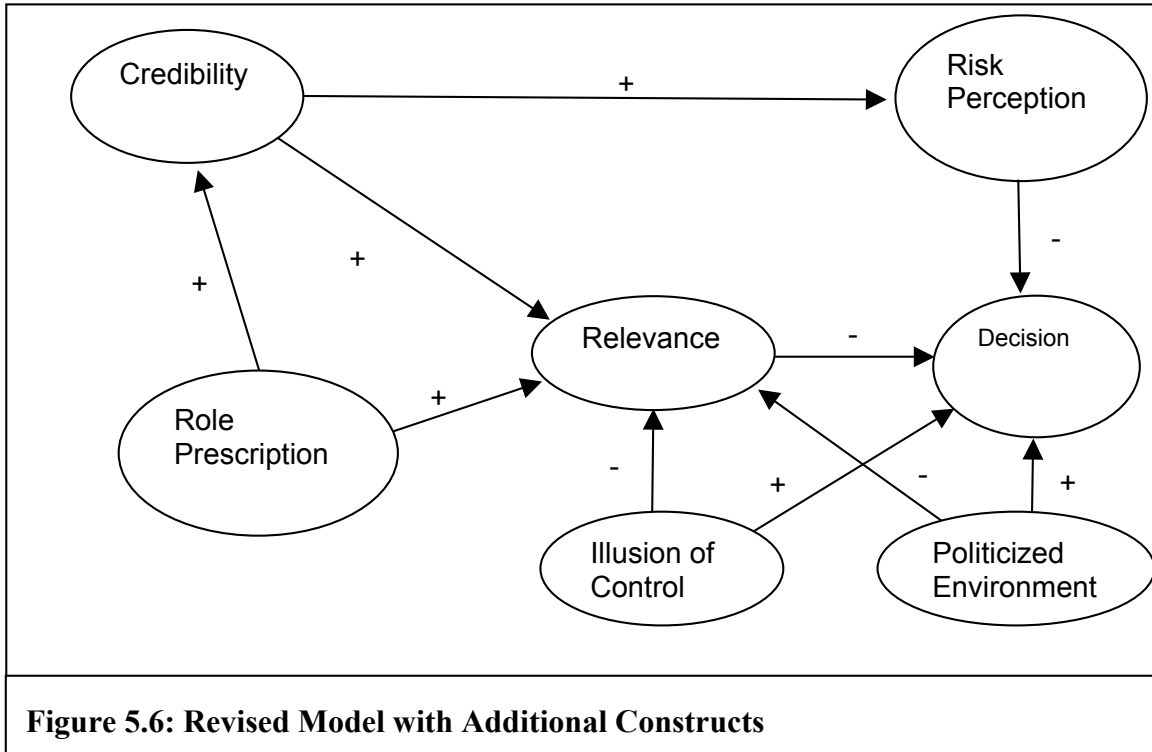 Credibility
+
Risk
Perception
+
+
-
Relevance
-
Decision
Role
Prescription
+
-
+
-
+
Illusion of
Control
Politicized
Environment
Figure 5.6: Revised Model with Additional Constructs